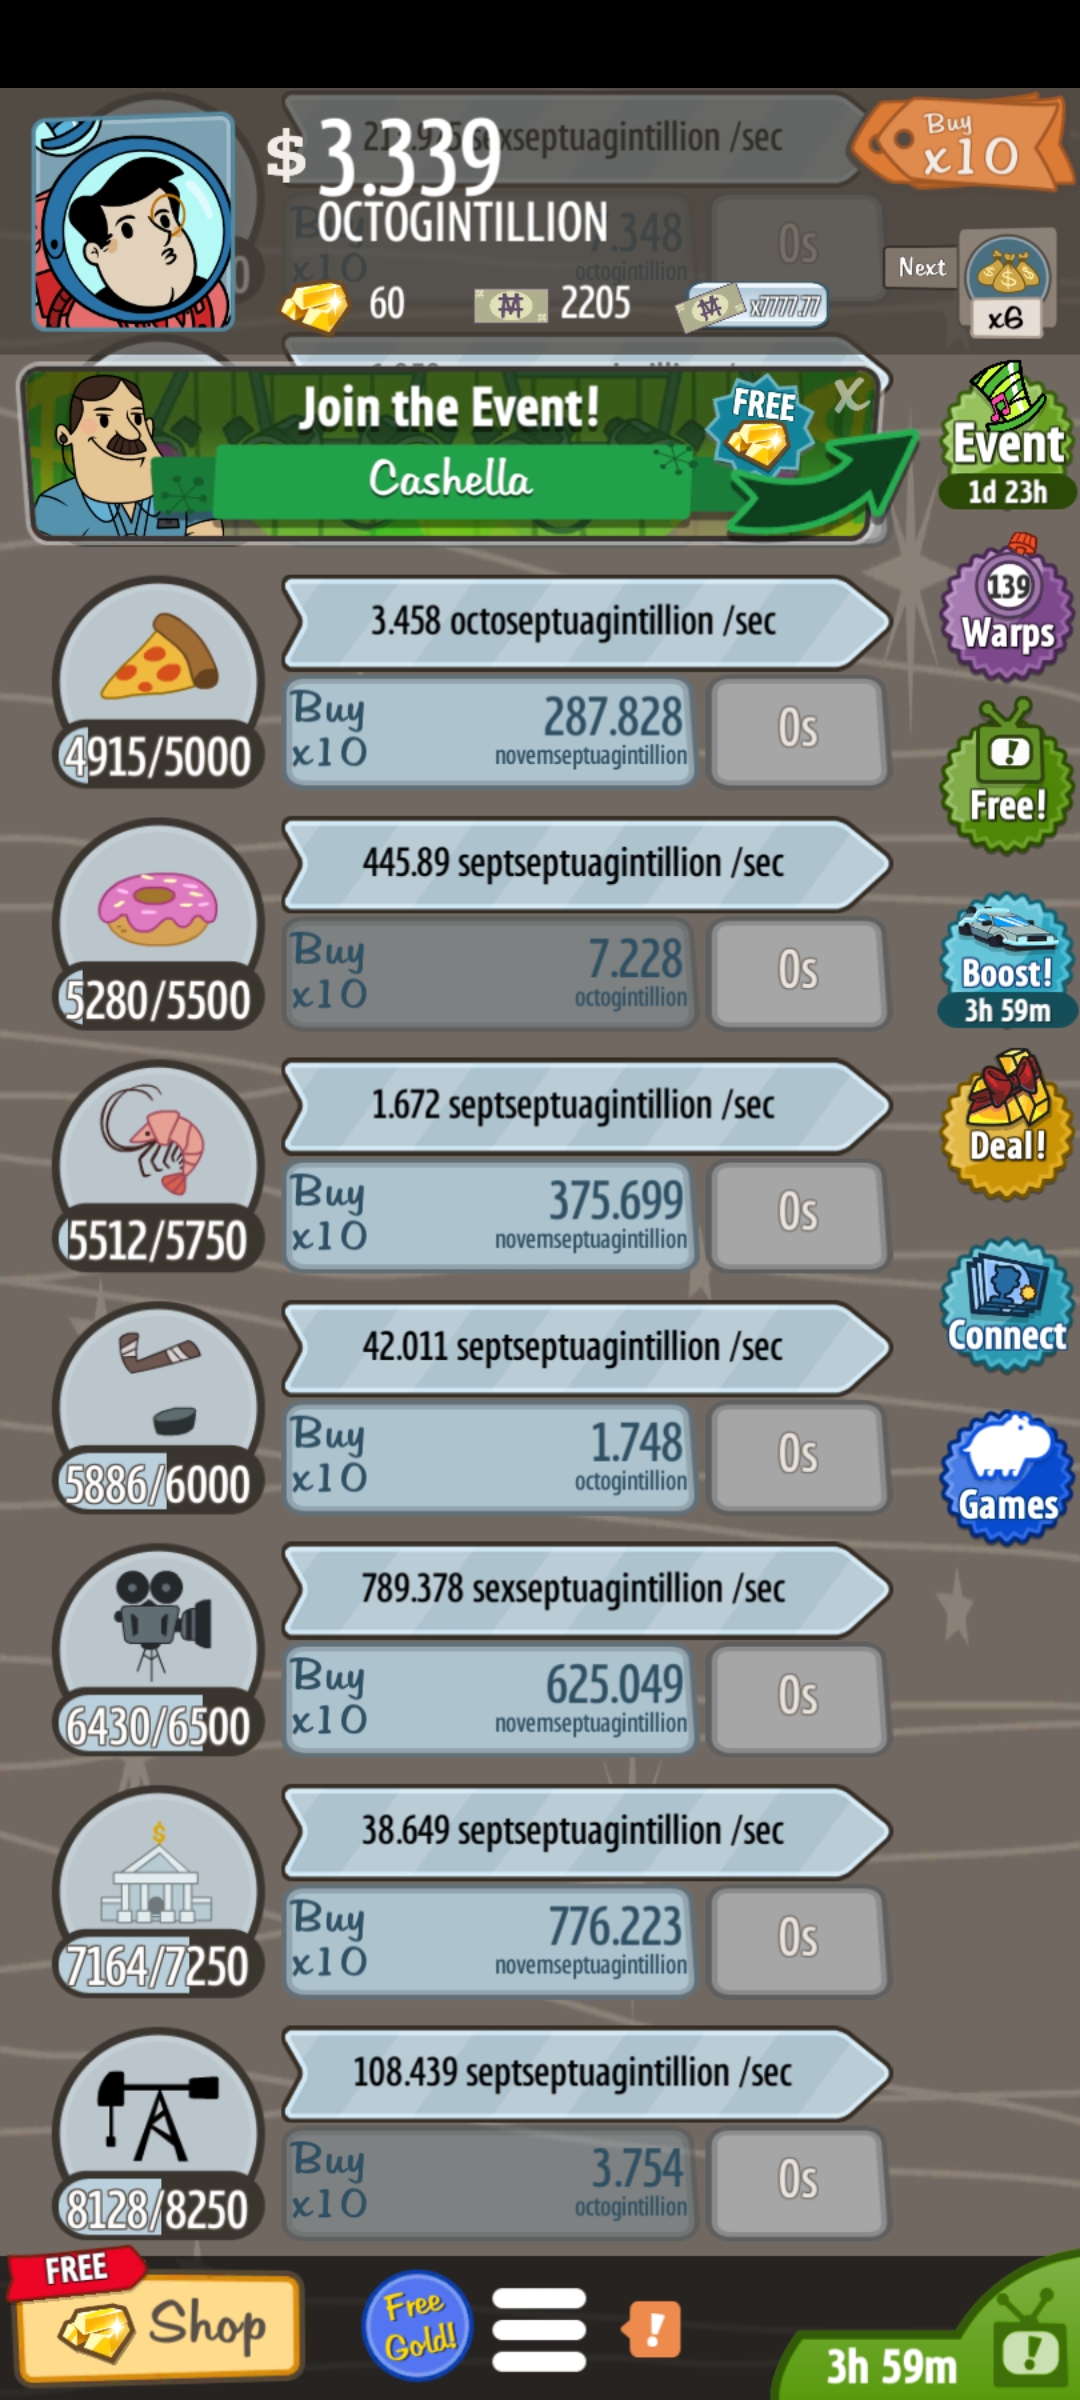 $ 3.339
OCTOGINTILLION
sexseptuagintillion /sec
Buy
x10
.348
octogintillion
0s
60
2205
x7777.77
Buy
x10
Next
x6
Join the Event!
Cashella
FREE
X
Event
1d 23h
3.458 octoseptuagintillion /sec
Buy
x10
287.828
novemseptuagintillion
0s
4915/5000
139
Warps
Free!
445.89 septseptuagintillion /sec
Buy
x10
7.228
octogintillion
0s
5280/5500
Boost!
3h 59m
1.672 septseptuagintillion /sec
Buy
x10
375.699
novemseptuagintillion
0s
5512/5750
Deal!
Connect
42.011 septseptuagintillion /sec
Buy
x10
1.748
octogintillion
0s
5886/6000
Games
789.378 sexseptuagintillion /sec
Buy
x10
625.049
novemseptuagintillion
0s
6430/6500
38.649 septseptuagintillion /sec
Buy
x10
776.223
novemseptuagintillion
0s
7164/7250
108.439 septseptuagintillion /sec
Buy
x10
3.754
octogintillion
0s
8128/8250
FREE
Shop
Free
Gold!
!
3h 59m